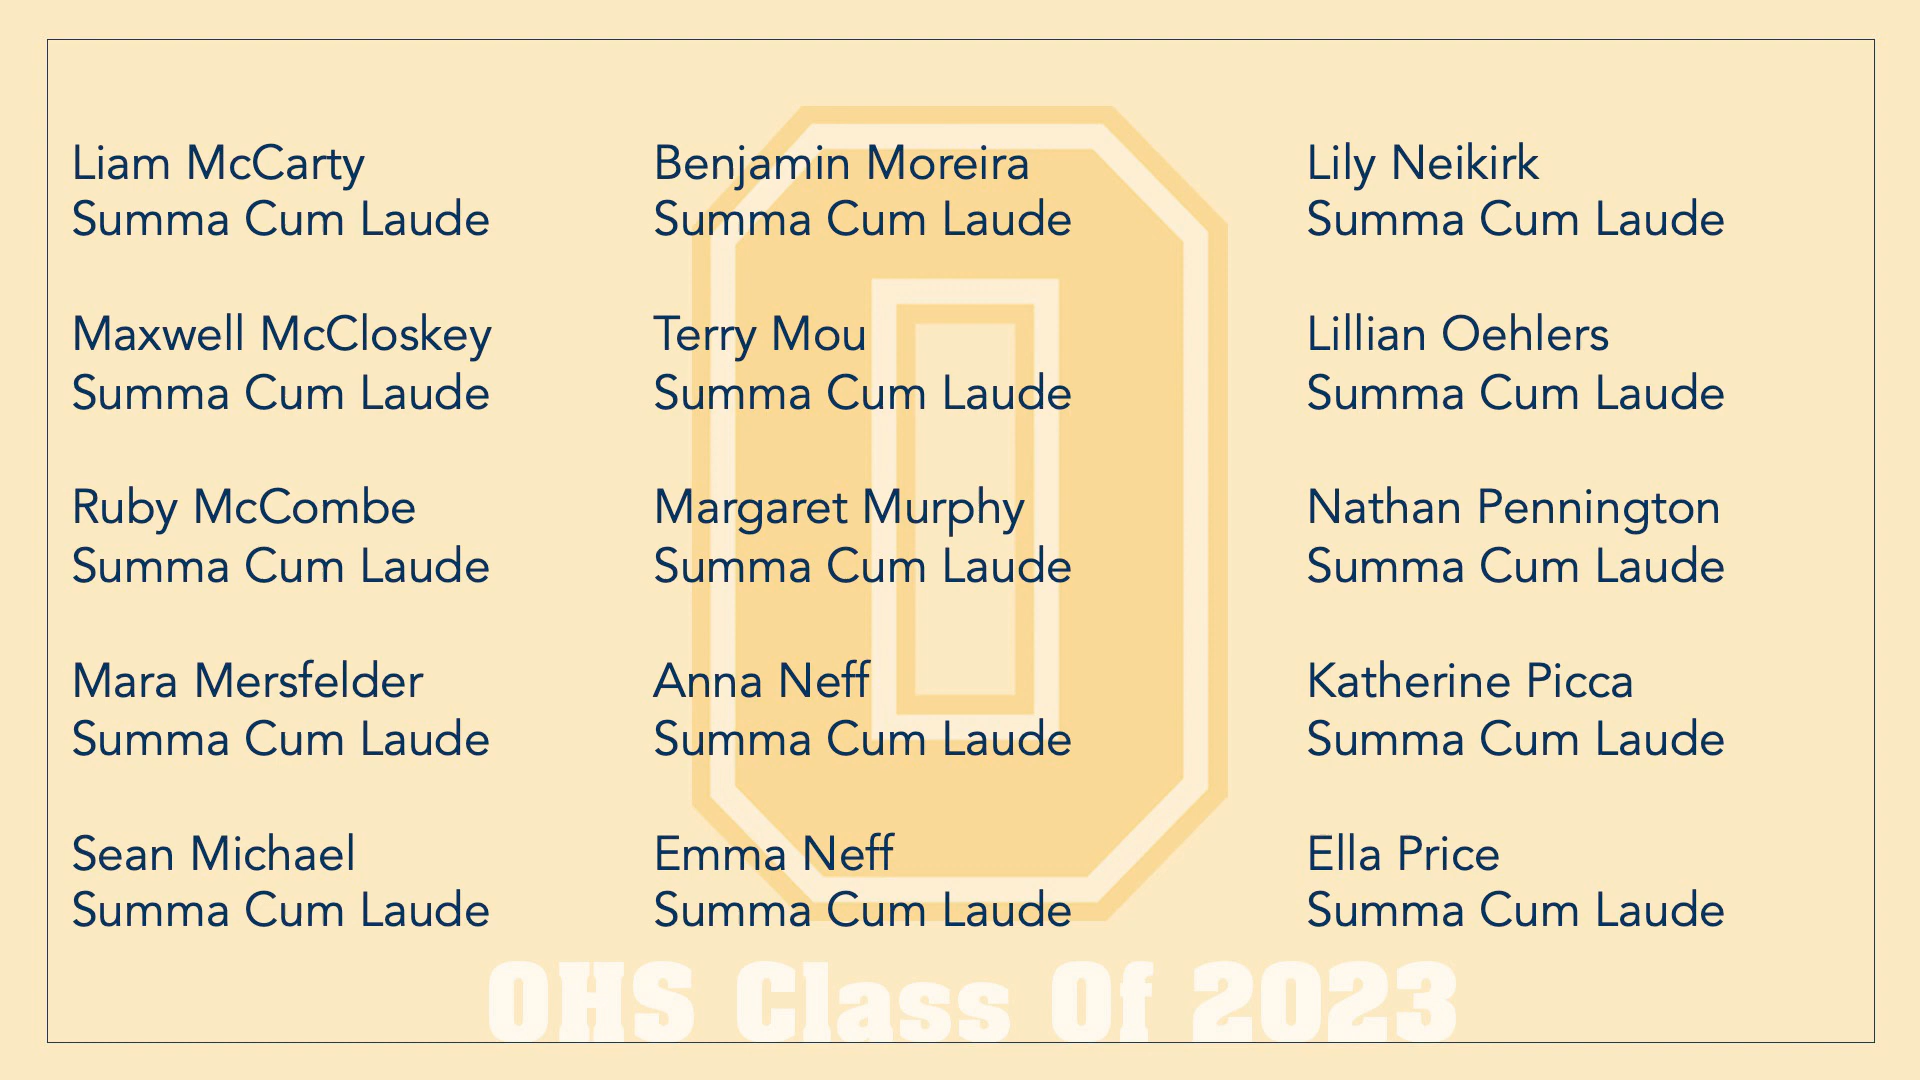 Liam McCarty
Summa Cum Laude
Maxwell McCloskey
Summa Cum Laude
Ruby McCombe
Summa Cum Laude
Mara Mersfelder
Summa Cum Laude
Sean Michael
Summa Cum Laude
Benjamin Moreira
Summa Cum Laude
Terry Mou
Summa Cum Laude
Margaret Murphy
Summa Cum Laude
Anna Neff
Summa Cum Laude
Emma Neff
Summa Cum Laude
Lily Neikirk
Summa Cum Laude
Lillian Oehlers
Summa Cum Laude
Nathan Pennington
Summa Cum Laude
Katherine Picca
Summa Cum Laude
Ella Price
Summa Cum Laude
O
OHS Class Of 2023